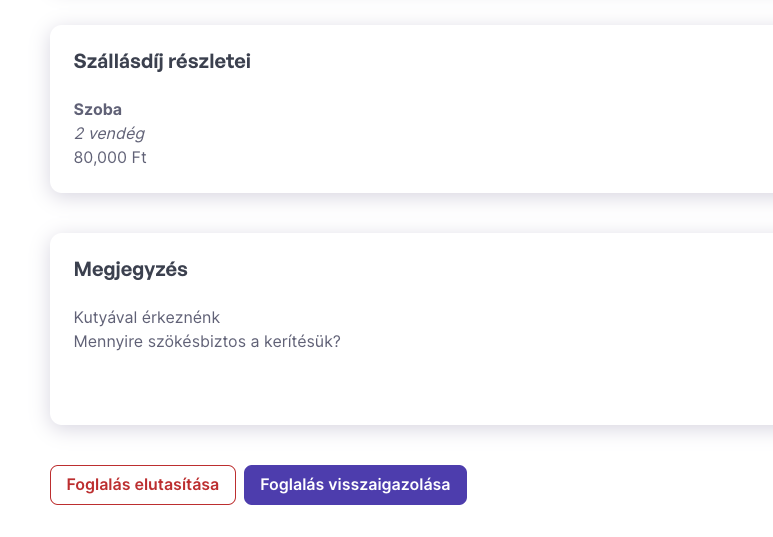 Szállásdíj részletei
Szoba
2 vendég
80,000 Ft
Megjegyzés
Kutyával érkeznénk
Mennyire szökésbiztos a kerítésük?
Foglalás elutasítása
Foglalás visszaigazolása